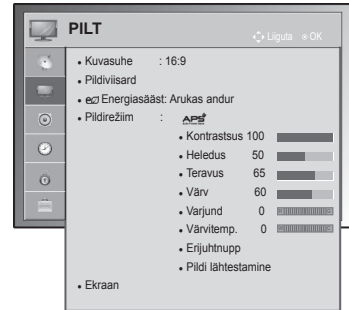 PILT
Liiguta OK
• Kuvasuhe : 16:9
• Pildiviisard
• Energiasääst: Arukas andur
• Pildirežiim : APS
• Kontrastsus 100
• Heledus 50
• Teravus 65
• Värv 60
• Varjund 0
• Värvitemp. 0
• Erijuhtnupp
• Pildi lähtestamine
• Ekraan